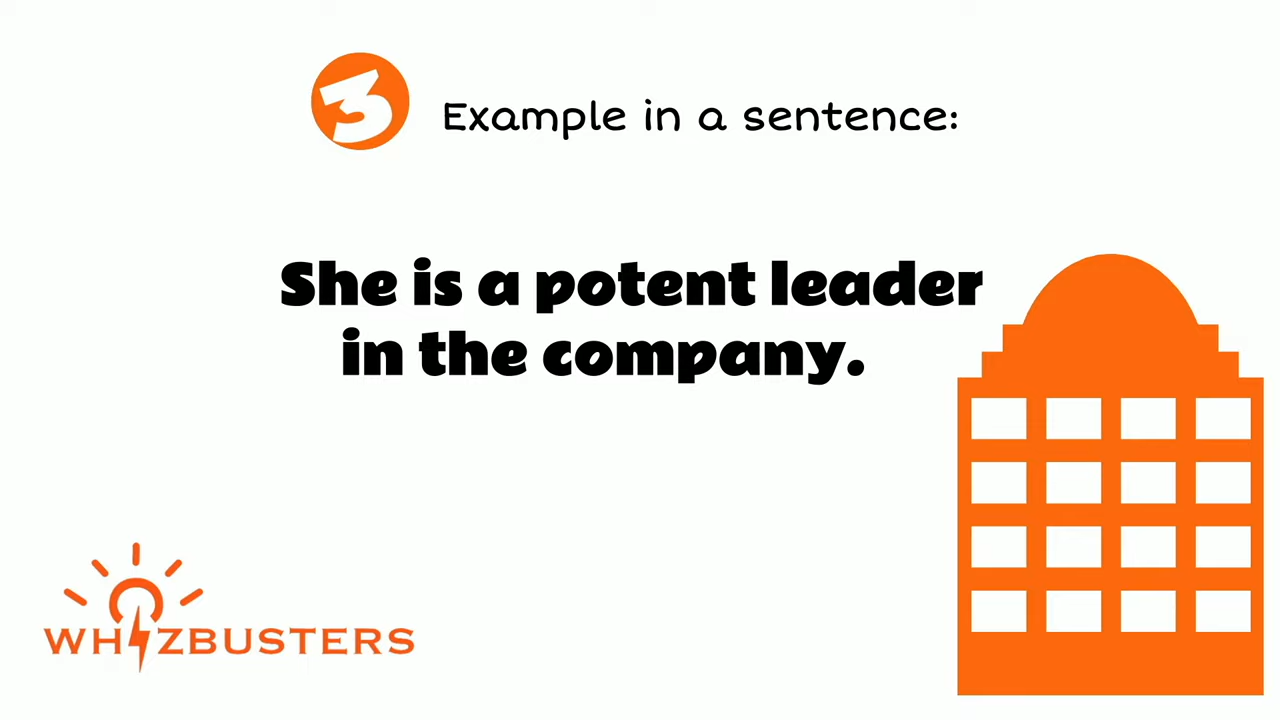 3 Example in a sentence:
She is a potent leader
in the company.
WHIZBUSTERS